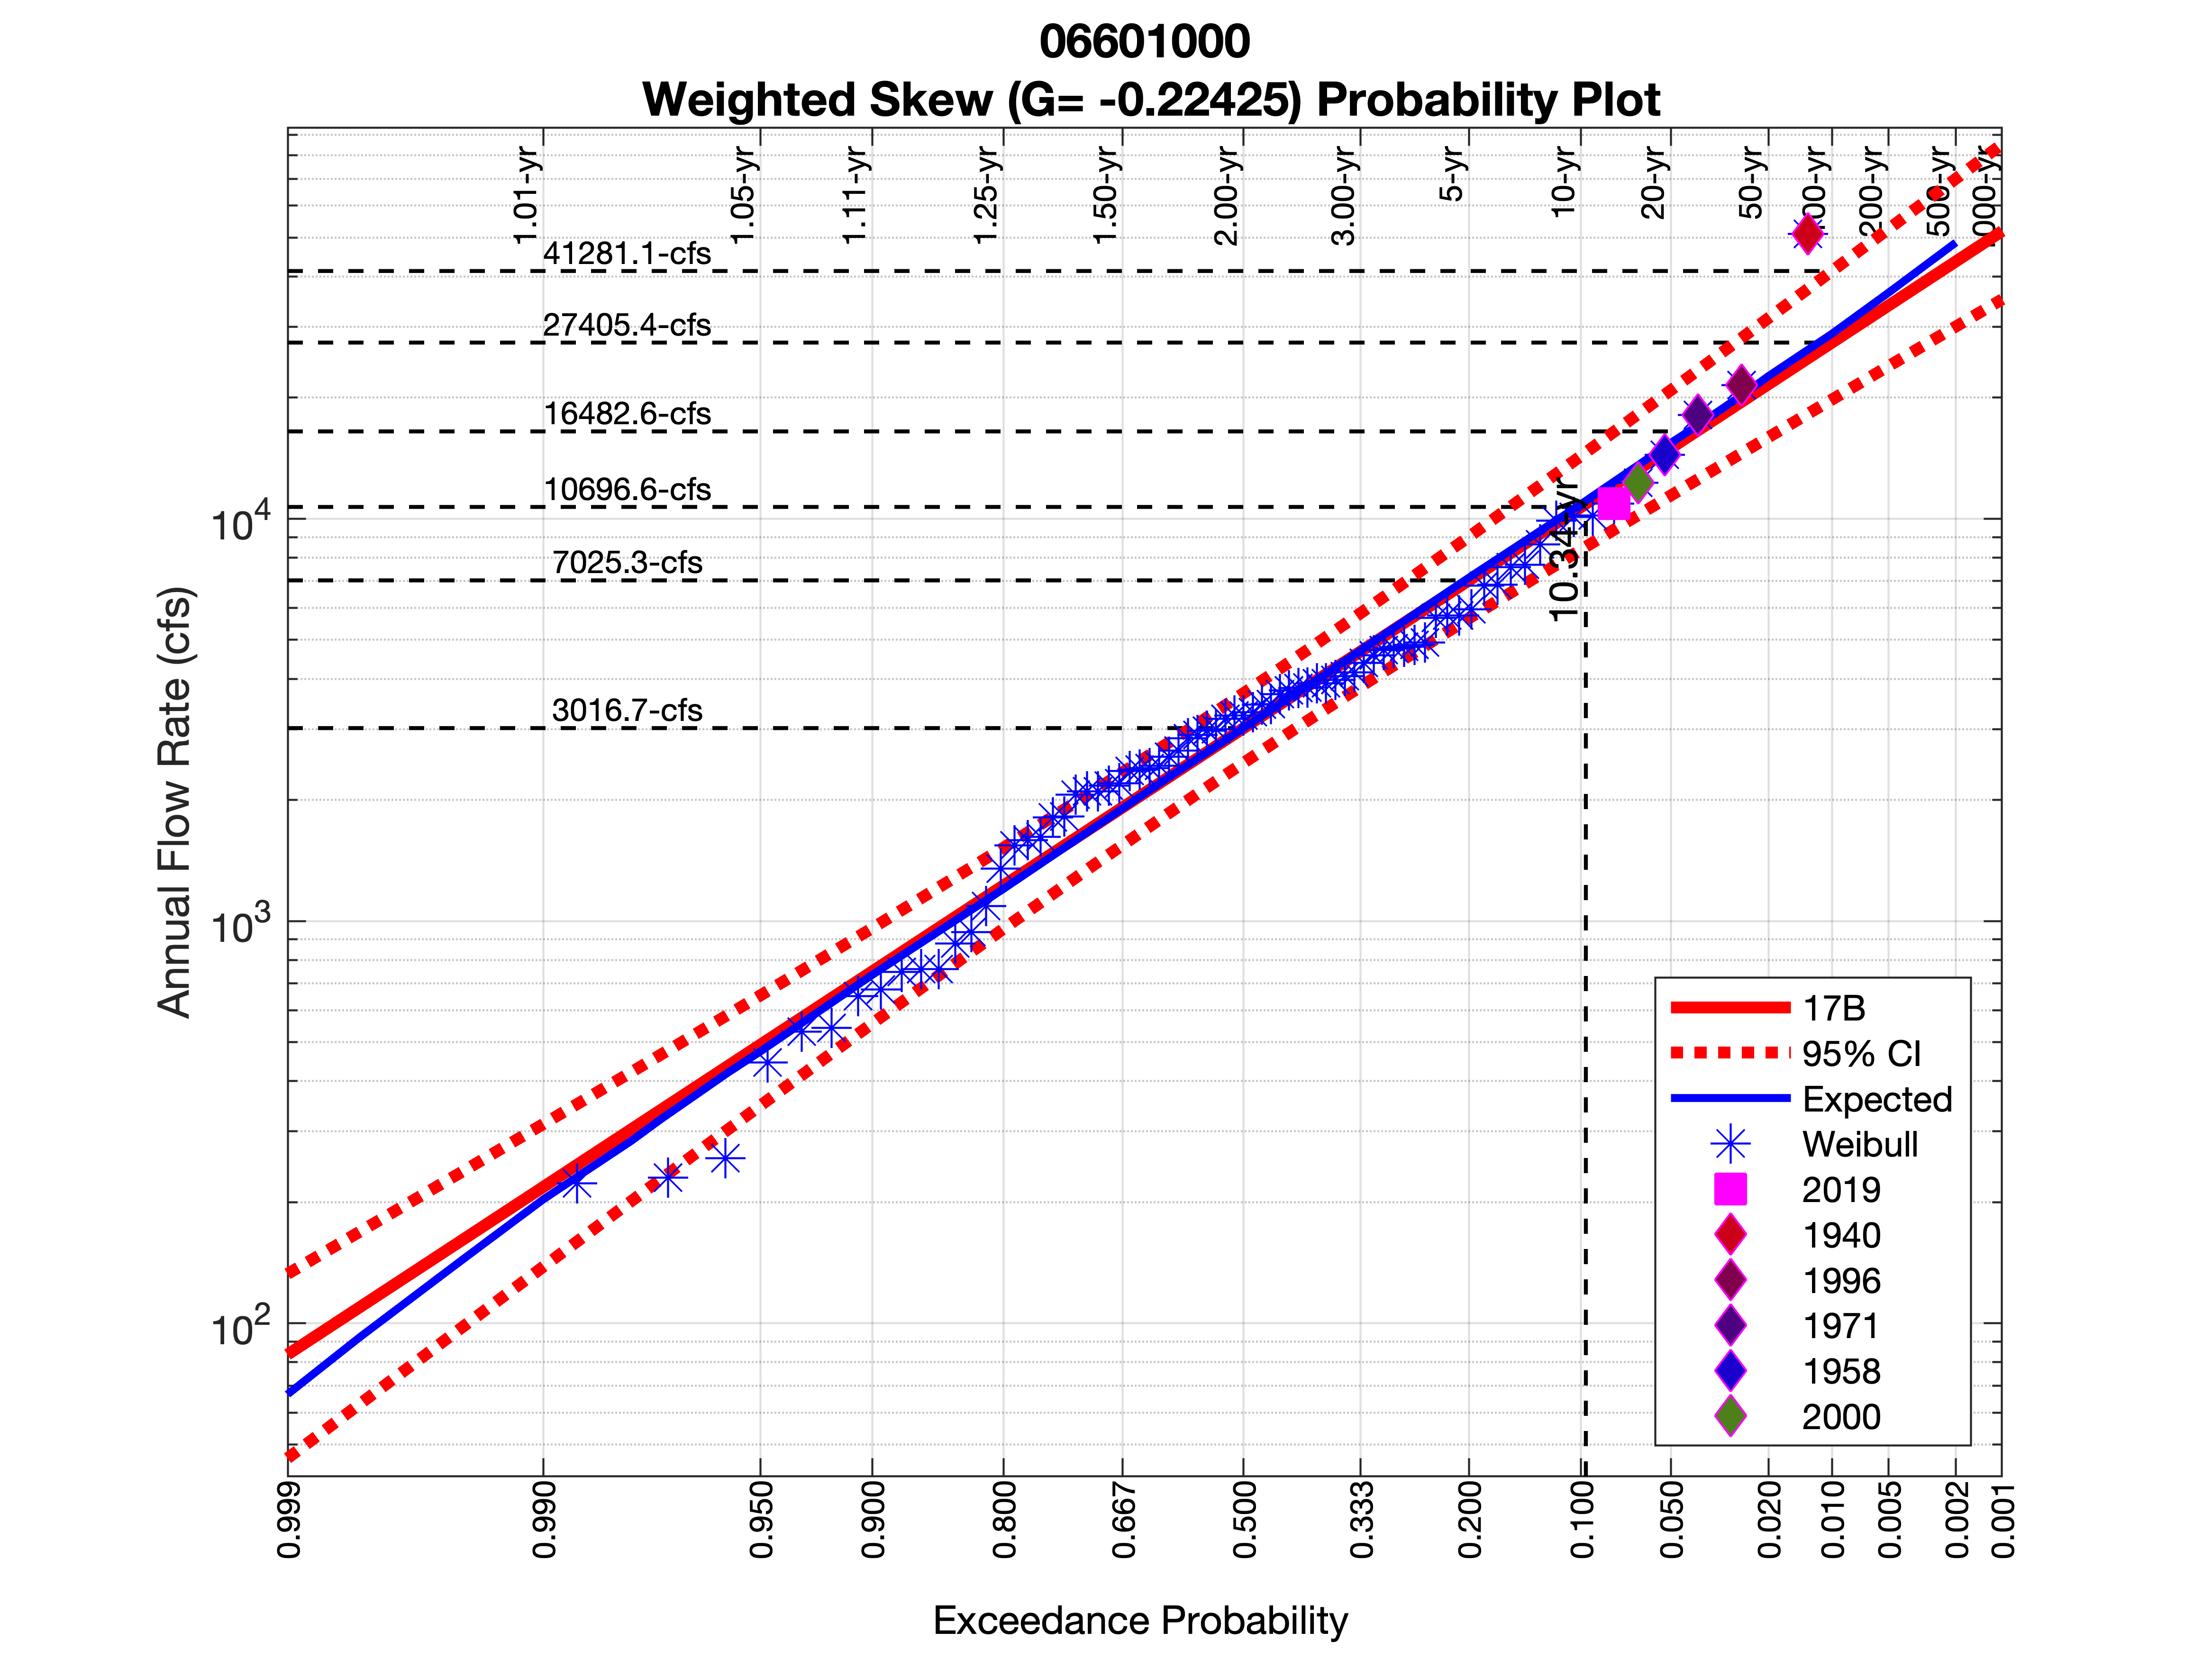 06601000
Weighted Skew (G= -0.22425) Probability Plot
1.01-yr
1.05-yr
1.11-yr
1.25-yr
1.50-yr
2.00-yr
3.00-yr
5-yr
10-yr
20-yr
50-yr
200-yr
500-yr
41281.1-cfs
27405.4-cfs
16482.6-cfs
10696.6-cfs
7025.3-cfs
3016.7-cfs
10.34-yr
10^4
10^3
10^2
Annual Flow Rate (cfs)
17B
95% CI
Expected
Weibull
2019
1940
1996
1971
1958
2000
0.999
0.990
0.950
0.900
0.800
0.667
0.500
0.333
0.200
0.100
0.050
0.020
0.010
0.005
0.002
0.001
Exceedance Probability